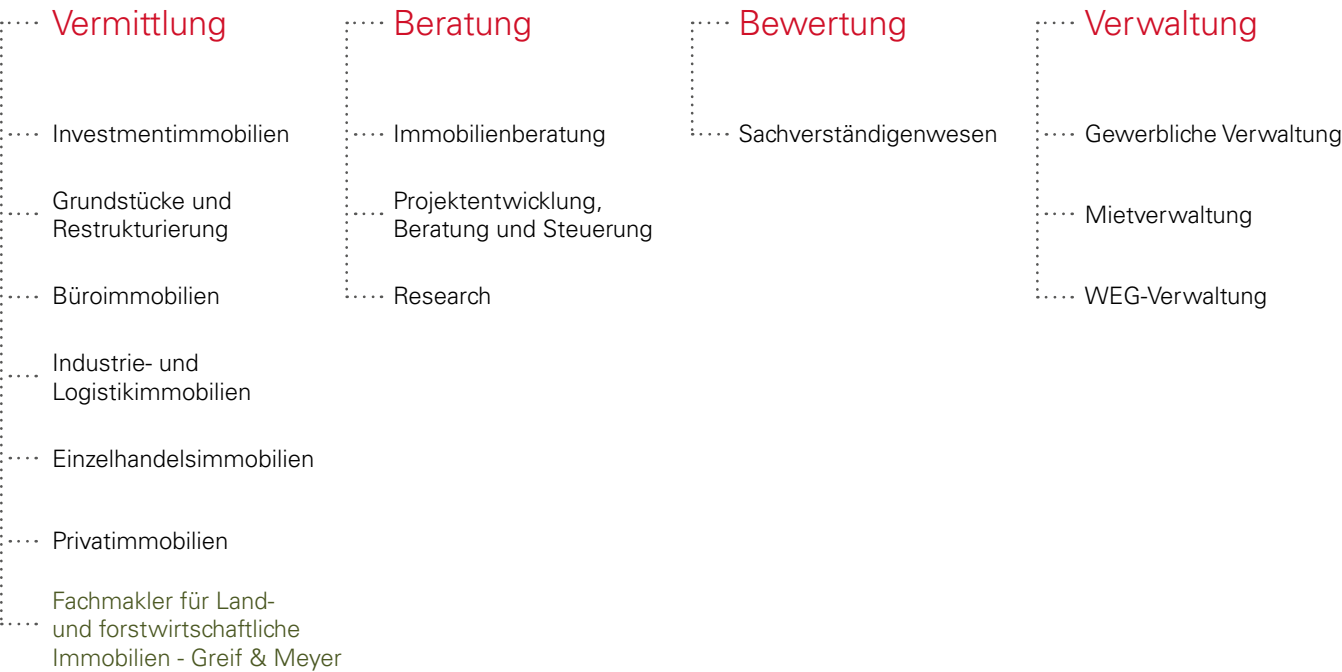 Vermittlung
Investmentimmobilien
Grundstücke und
Restrukturierung
Büroimmobilien
Industrie- und
Logistikimmobilien
Einzelhandelsimmobilien
Privatimmobilien
Fachmakler für Land-
und forstwirtschaftliche
Immobilien - Greif & Meyer
Beratung
Immobilienberatung
Projektentwicklung,
Beratung und Steuerung
Research
Bewertung
Sachverständigenwesen
Verwaltung
Gewerbliche Verwaltung
Mietverwaltung
WEG-Verwaltung